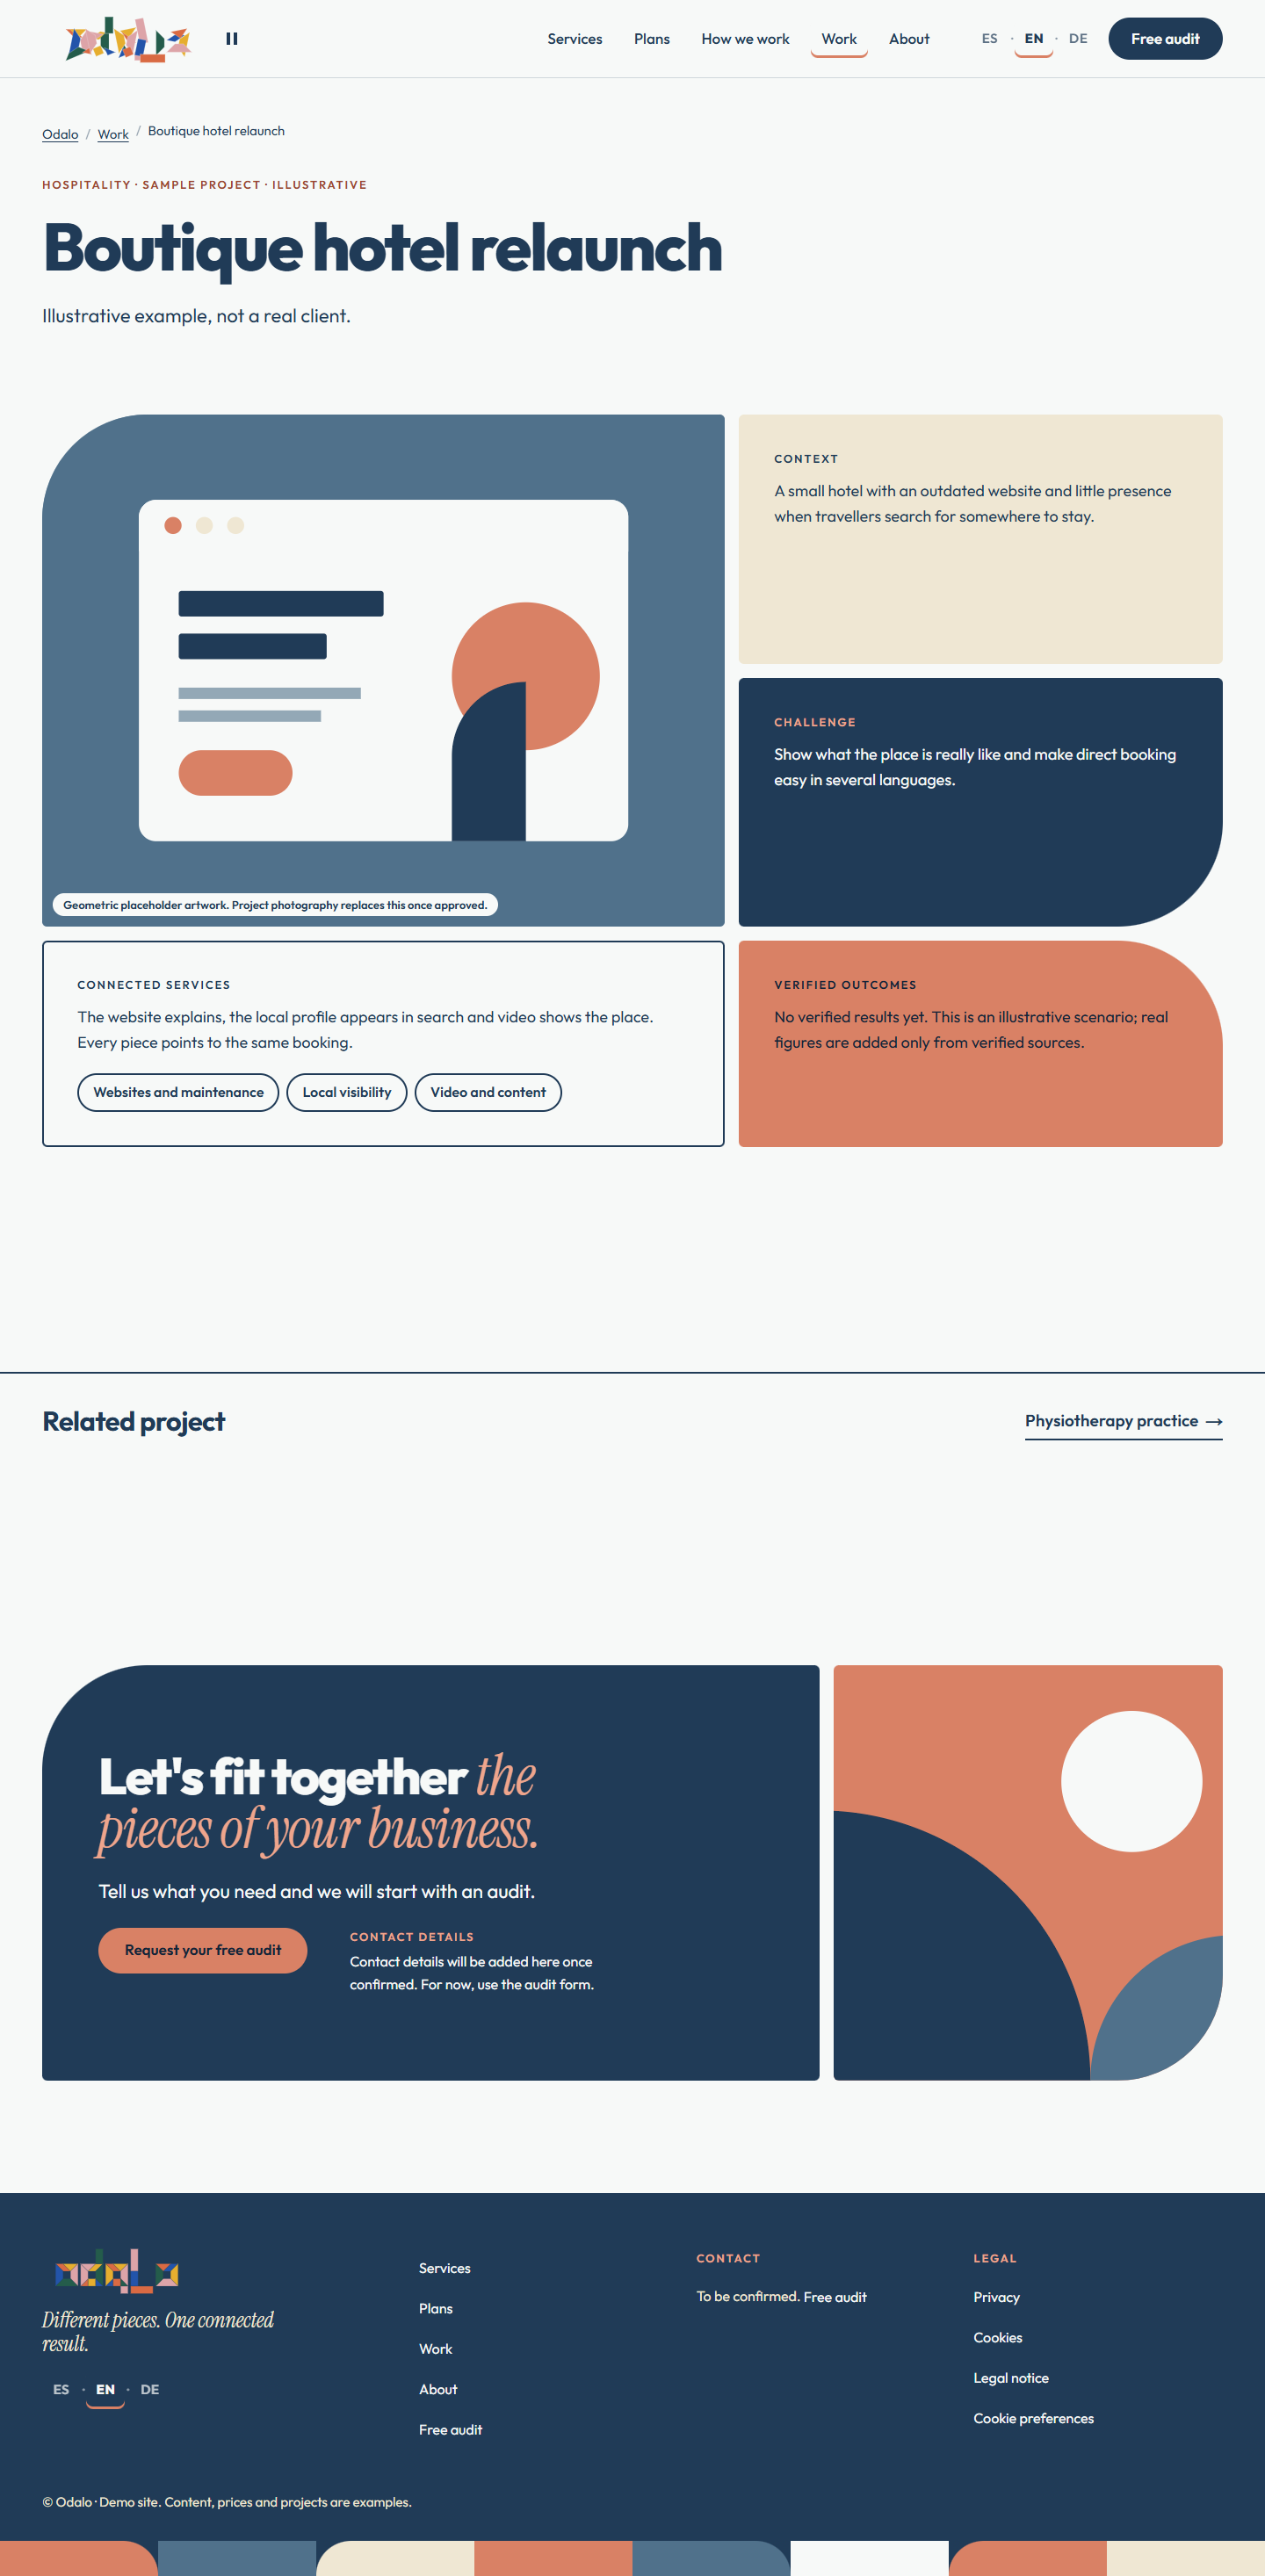 odalo
Services
Plans
How we work
Work
About
ES · EN · DE
Free audit
Odalo / Work / Boutique hotel relaunch
HOSPITALITY · SAMPLE PROJECT · ILLUSTRATIVE
Boutique hotel relaunch
Illustrative example, not a real client.
Geometric placeholder artwork. Project photography replaces this once approved.
CONTEXT
A small hotel with an outdated website and little presence
when travellers search for somewhere to stay.
CHALLENGE
Show what the place is really like and make direct booking
easy in several languages.
CONNECTED SERVICES
The website explains, the local profile appears in search and video shows the place.
Every piece points to the same booking.
Websites and maintenance
Local visibility
Video and content
VERIFIED OUTCOMES
No verified results yet. This is an illustrative scenario; real
figures are added only from verified sources.
Related project
Physiotherapy practice →
Let's fit together the
pieces of your business.
Tell us what you need and we will start with an audit.
Request your free audit
CONTACT DETAILS
Contact details will be added here once
confirmed. For now, use the audit form.
odalo
Different pieces. One connected
result.
ES · EN · DE
Services
Plans
Work
About
Free audit
CONTACT
To be confirmed. Free audit
LEGAL
Privacy
Cookies
Legal notice
Cookie preferences
© Odalo · Demo site. Content, prices and projects are examples.